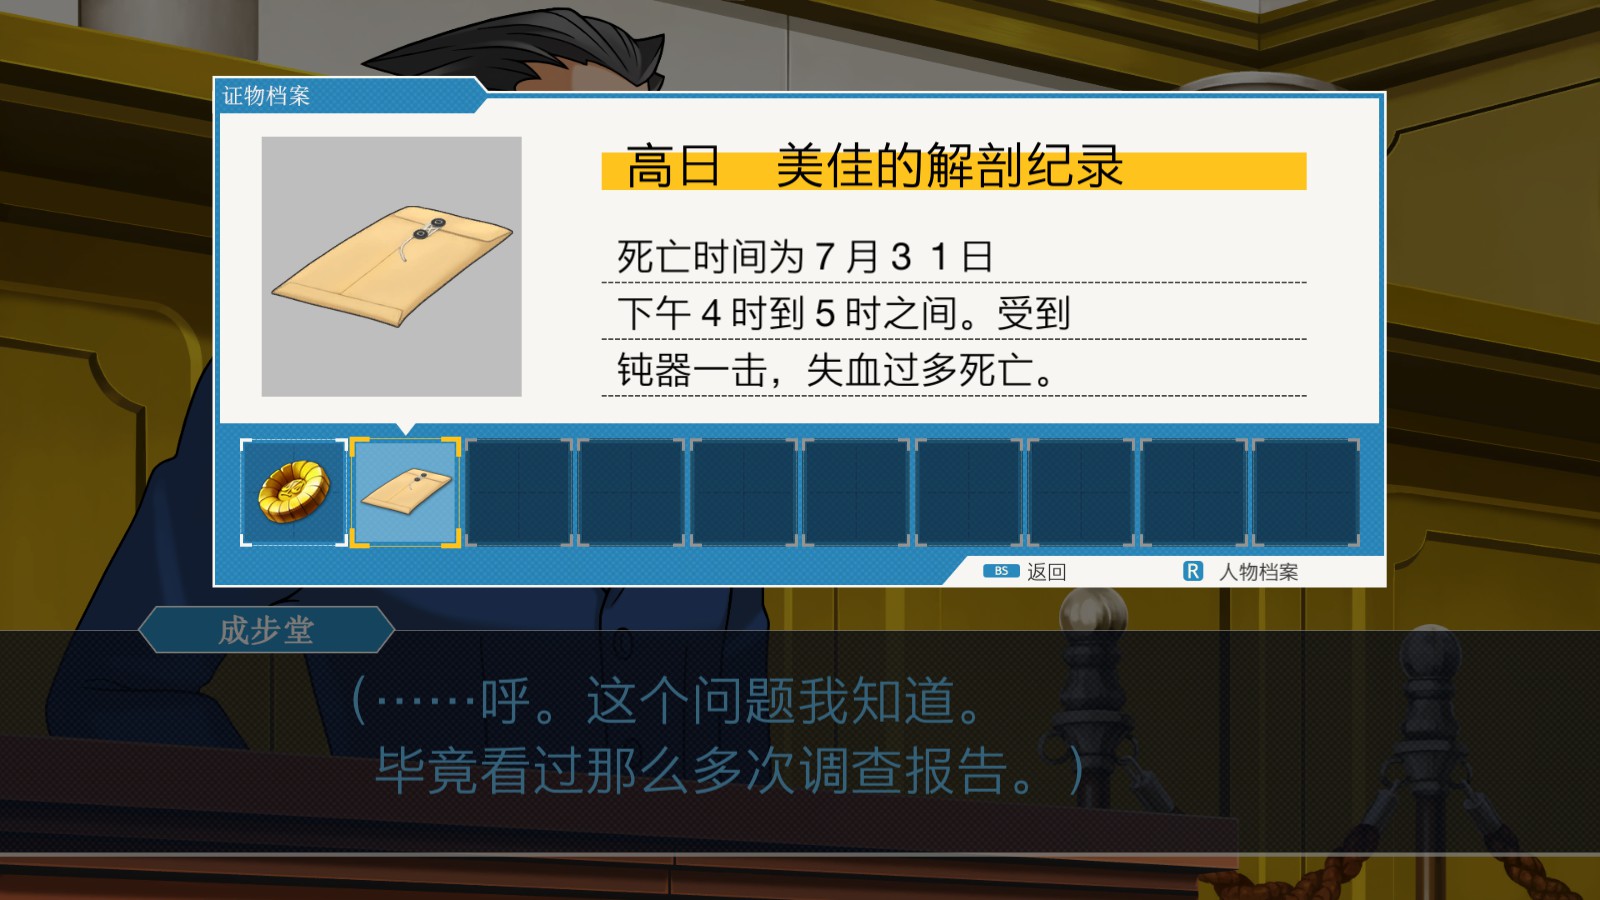 证物档案
高日　美佳的解剖纪录
死亡时间为７月３１日
下午４时到５时之间。受到
钝器一击，失血过多死亡。
BS 返回
R 人物档案
成步堂
（……呼。这个问题我知道。
毕竟看过那么多次调查报告。）